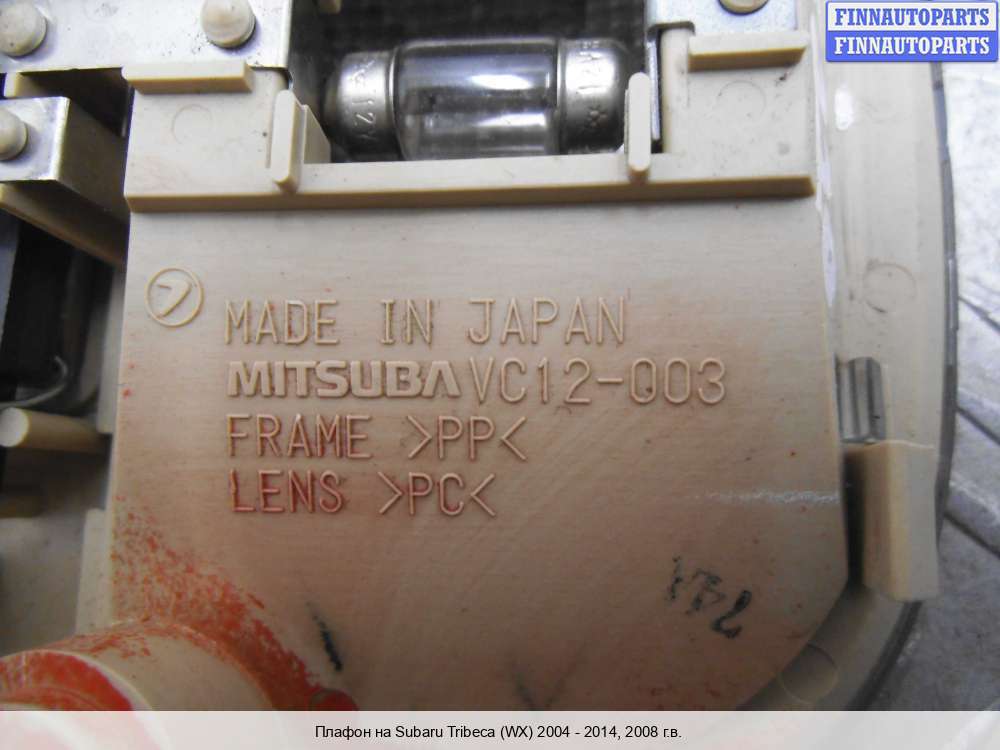 FINNAUTOPARTS
FINNAUTOPARTS
MADE IN JAPAN
MITSUBA VC12-003
FRAME >PP<
LENS >PC<
Плафон на Subaru Tribeca (WX) 2004 - 2014, 2008 г.в.